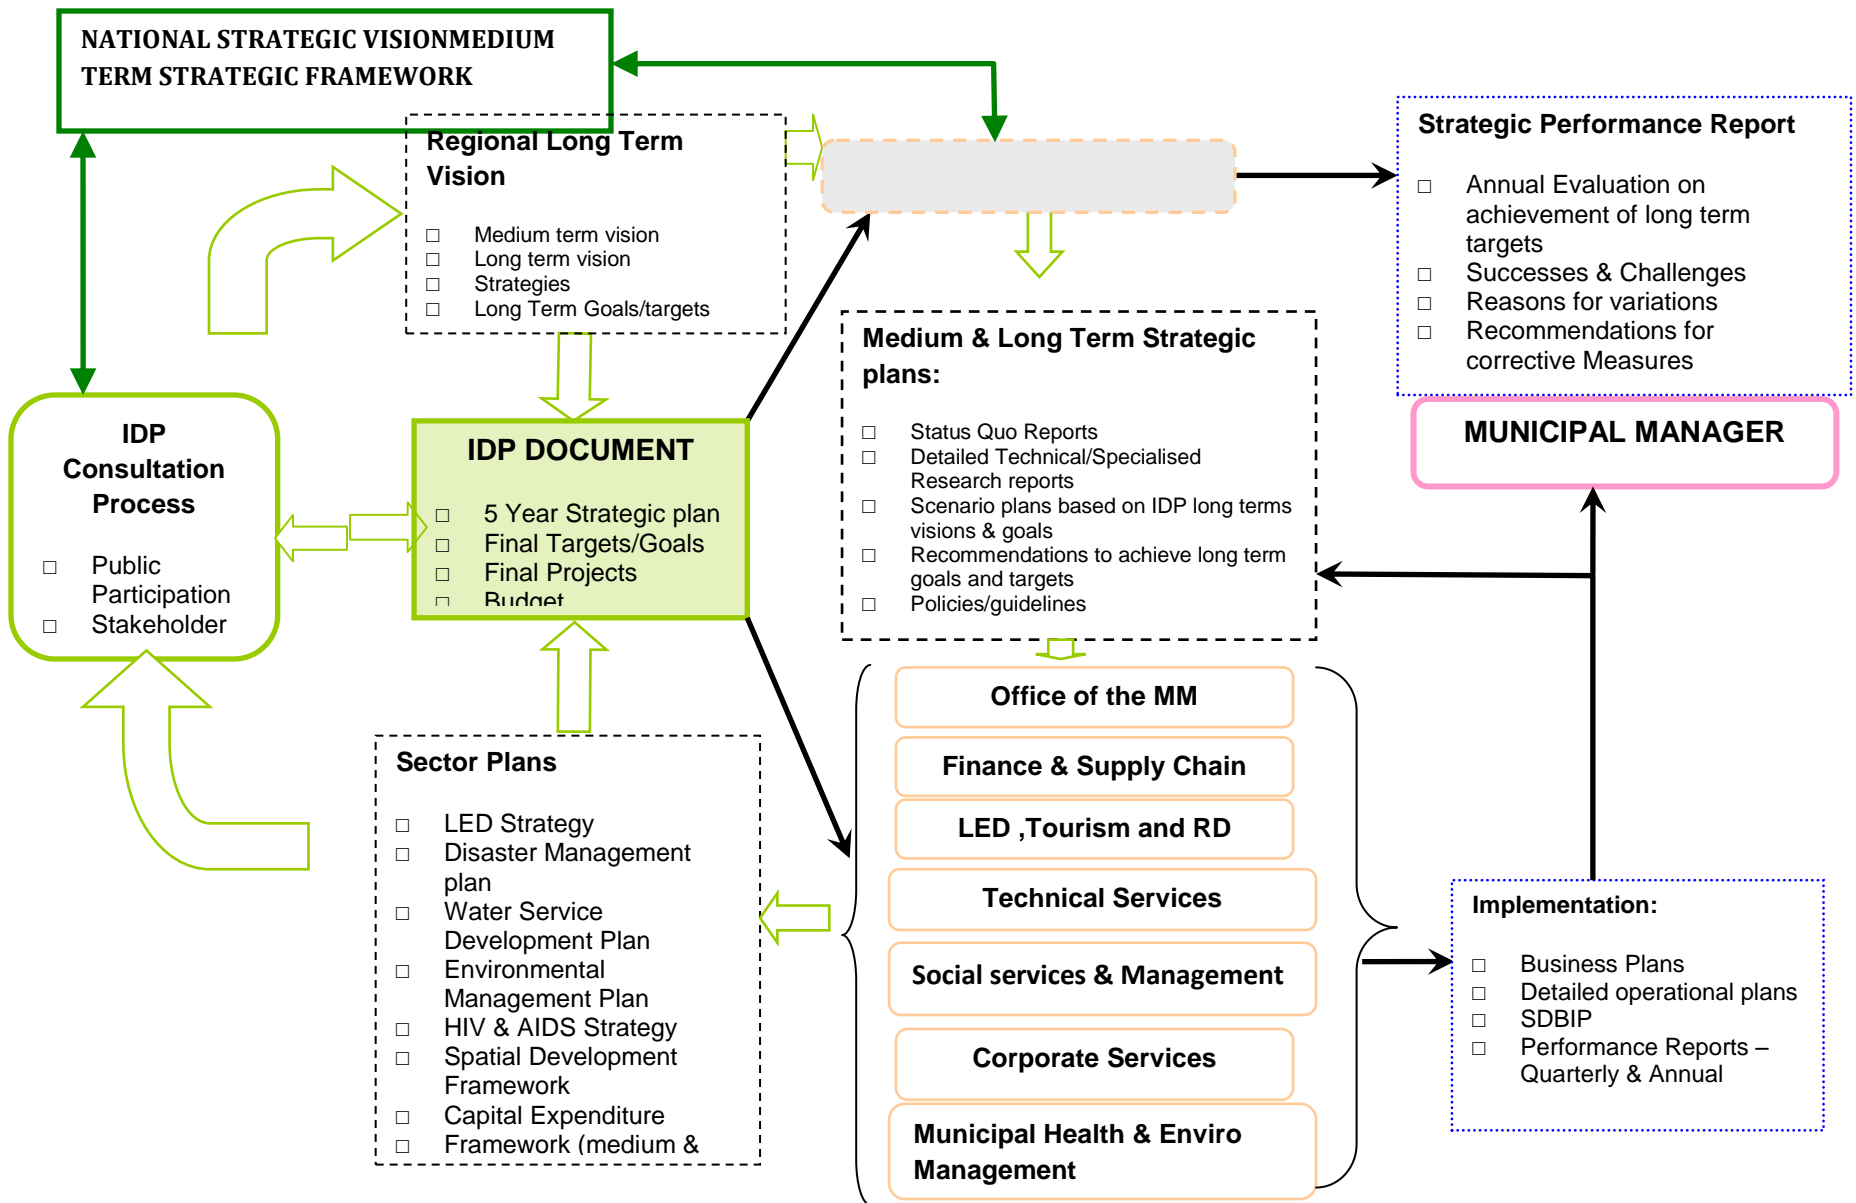 NATIONAL STRATEGIC VISIONMEDIUM
TERM STRATEGIC FRAMEWORK
Regional Long Term
Vision
□ Medium term vision
□ Long term vision
□ Strategies
□ Long Term Goals/targets
Strategic Performance Report
□ Annual Evaluation on
achievement of long term
targets
□ Successes & Challenges
□ Reasons for variations
□ Recommendations for
corrective Measures
MUNICIPAL MANAGER
Medium & Long Term Strategic
plans:
□ Status Quo Reports
□ Detailed Technical/Specialised
Research reports
□ Scenario plans based on IDP long terms
visions & goals
□ Recommendations to achieve long term
goals and targets
□ Policies/guidelines
IDP
Consultation
Process
□ Public
Participation
□ Stakeholder
IDP DOCUMENT
□ 5 Year Strategic plan
□ Final Targets/Goals
□ Final Projects
□ Budget
Sector Plans
□ LED Strategy
□ Disaster Management
plan
□ Water Service
Development Plan
□ Environmental
Management Plan
□ HIV & AIDS Strategy
□ Spatial Development
Framework
□ Capital Expenditure
□ Framework (medium &
Office of the MM
Finance & Supply Chain
LED ,Tourism and RD
Technical Services
Social services & Management
Corporate Services
Municipal Health & Enviro
Management
Implementation:
□ Business Plans
□ Detailed operational plans
□ SDBIP
□ Performance Reports –
Quarterly & Annual